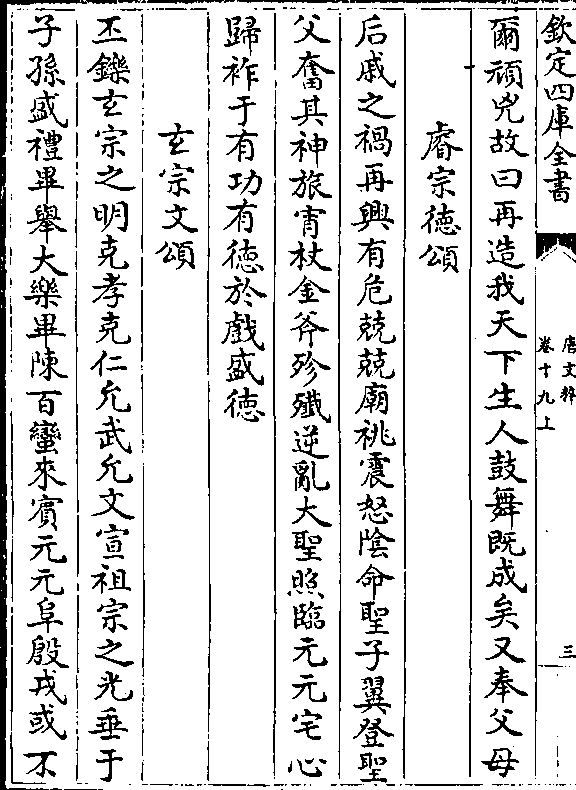 欽定四庫全書
唐文粹
卷十九上
三
爾頑兇故曰再造我天下生人鼓舞既成矣又奉父母
睿宗徳頌
后戚之禍再興有危兢兢廟祧震怒陰命聖子翼登聖
父奮其神旅宵杖金斧殄殲逆亂大聖照臨元元宅心
歸祚于有功有徳於戲盛徳
玄宗文頌
丕鑠玄宗之明克孝克仁允武允文宣祖宗之光垂于
子孫盛禮畢舉大樂畢陳百蠻來賓元元阜殷戎或不